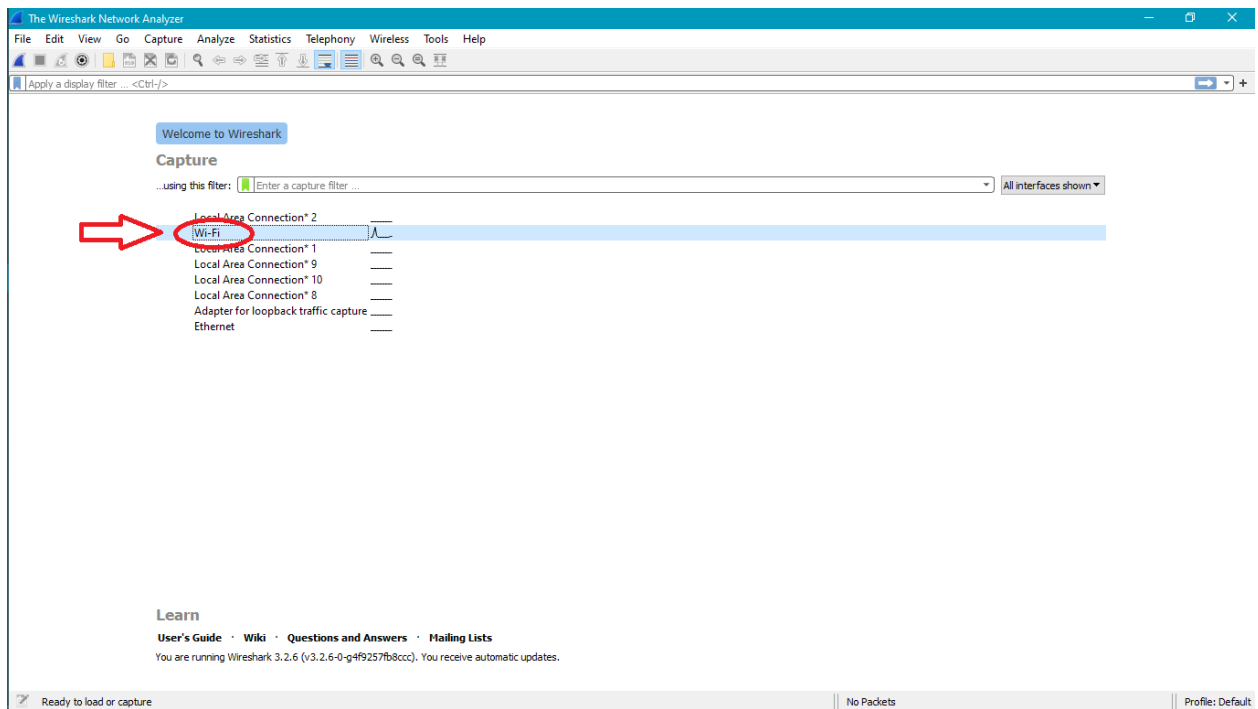 The Wireshark Network Analyzer
File Edit View Go Capture Analyze Statistics Telephony Wireless Tools Help
Apply a display filter ... <Ctrl-/>
Welcome to Wireshark
Capture
...using this filter: Enter a capture filter ... All interfaces shown
Local Area Connection* 2
Wi-Fi
Local Area Connection* 1
Local Area Connection* 9
Local Area Connection* 10
Local Area Connection* 8
Adapter for loopback traffic capture
Ethernet
Learn
User's Guide · Wiki · Questions and Answers · Mailing Lists
You are running Wireshark 3.2.6 (v3.2.6-0-g4f9257fb8ccc). You receive automatic updates.
Ready to load or capture No Packets Profile: Default